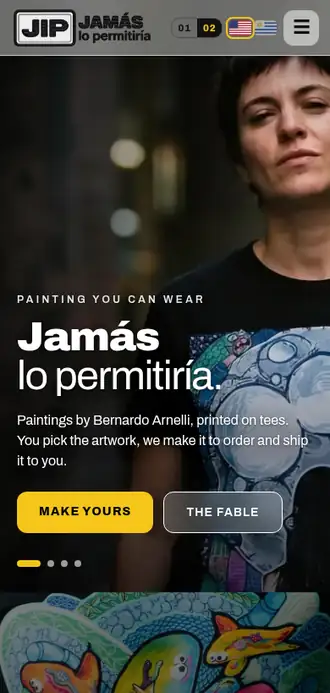 JIP
JAMÁS
lo permitiría
01 02
PAINTING YOU CAN WEAR
Jamás
lo permitiría.
Paintings by Bernardo Arnelli, printed on tees.
You pick the artwork, we make it to order and ship
it to you.
MAKE YOURS
THE FABLE